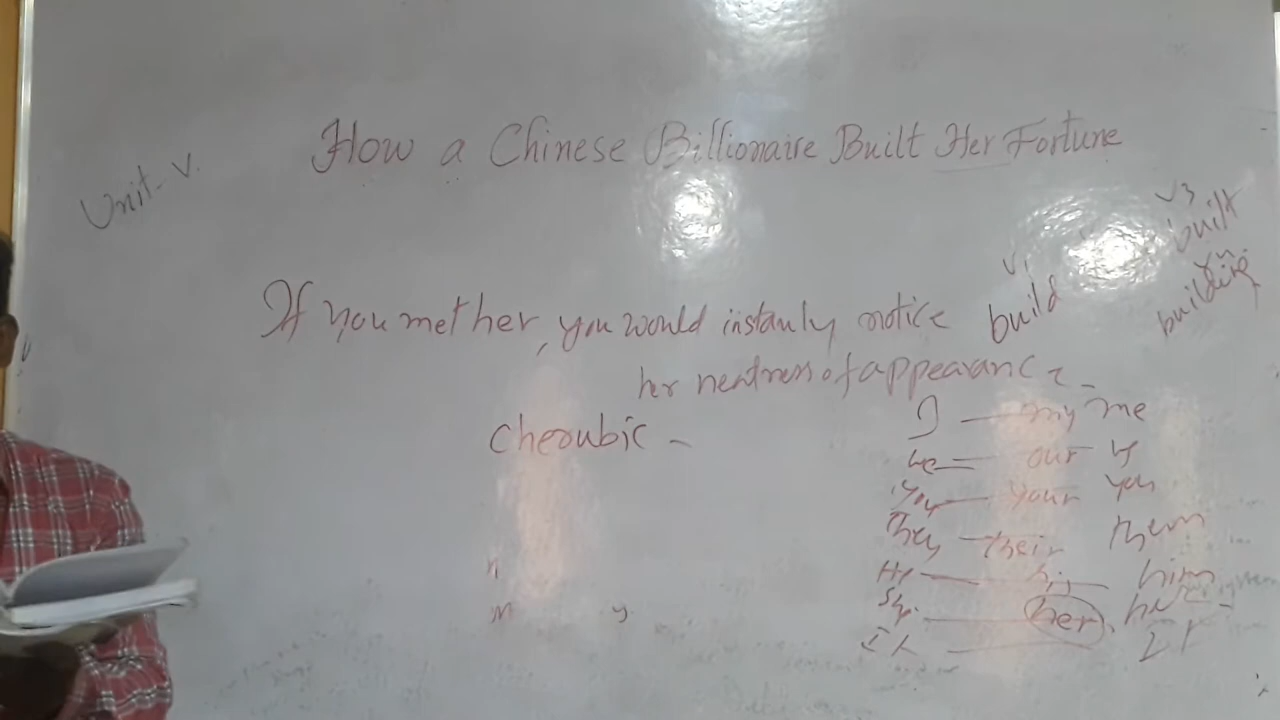 How a Chinese Billionaire Built Her Fortune
Unit - V.
V3
built
V1
build
building
If you met her, you would instanly notice
her neatness of appearance -
Cheoubic -
I — my me
we — our us
You — your you
They — their them
He — his — him
She — her, her -
It — It
n
m y